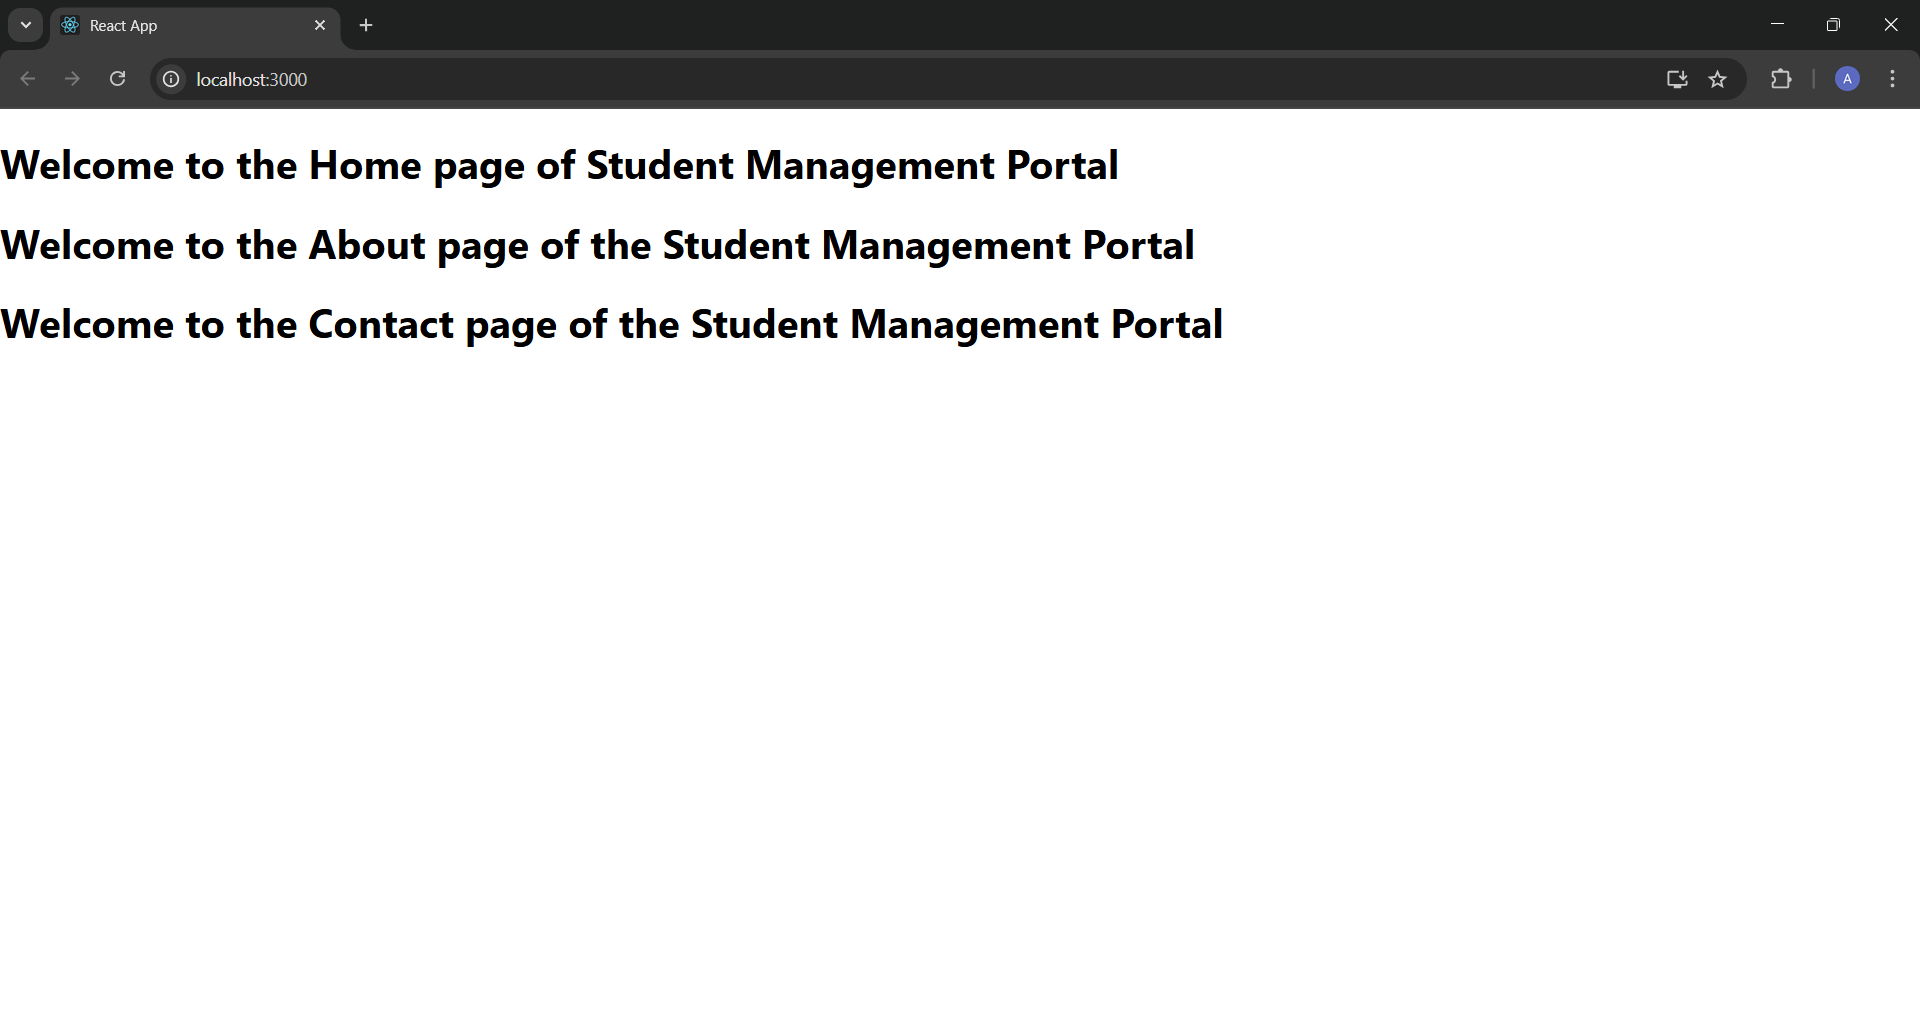 React App
localhost:3000
A
Welcome to the Home page of Student Management Portal
Welcome to the About page of the Student Management Portal
Welcome to the Contact page of the Student Management Portal